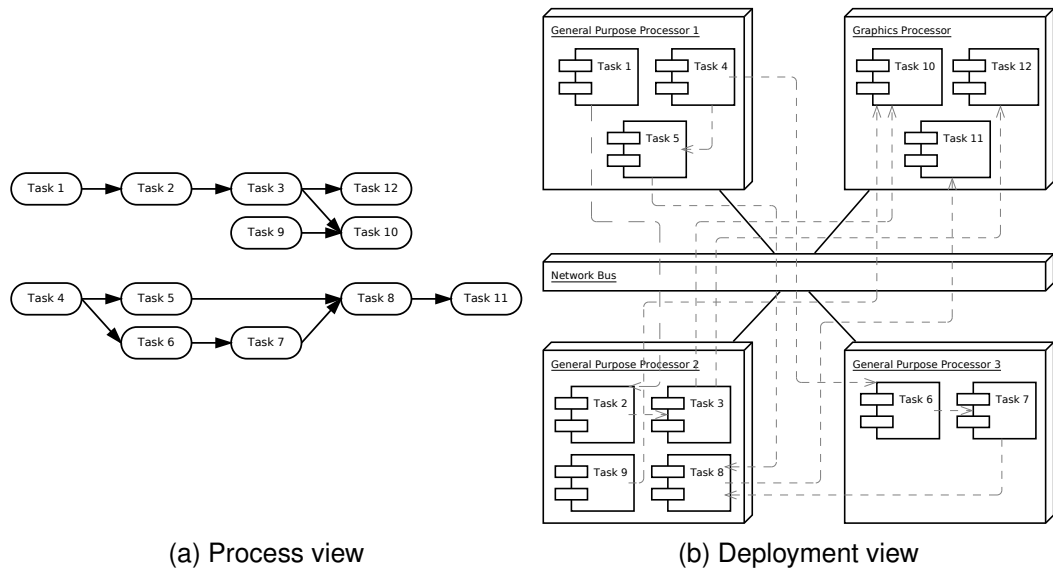 Task 1
Task 2
Task 3
Task 12
Task 9
Task 10
Task 4
Task 5
Task 8
Task 11
Task 6
Task 7
(a) Process view
General Purpose Processor 1
Task 1
Task 4
Task 5
Graphics Processor
Task 10
Task 12
Task 11
Network Bus
General Purpose Processor 2
Task 2
Task 3
Task 9
Task 8
General Purpose Processor 3
Task 6
Task 7
(b) Deployment view